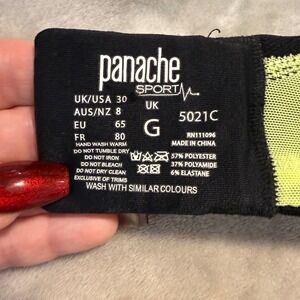 panache
SPORT
UK/USA 30 UK
AUS/NZ 8 G 5021C
EU 65
FR 80
RN111096
MADE IN CHINA
HAND WASH WARM
DO NOT TUMBLE DRY
DO NOT IRON
DO NOT BLEACH
DO NOT DRY CLEAN
EXCLUSIVE OF TRIMS
57% POLYESTER
37% POLYAMIDE
6% ELASTANE
WASH WITH SIMILAR COLOURS